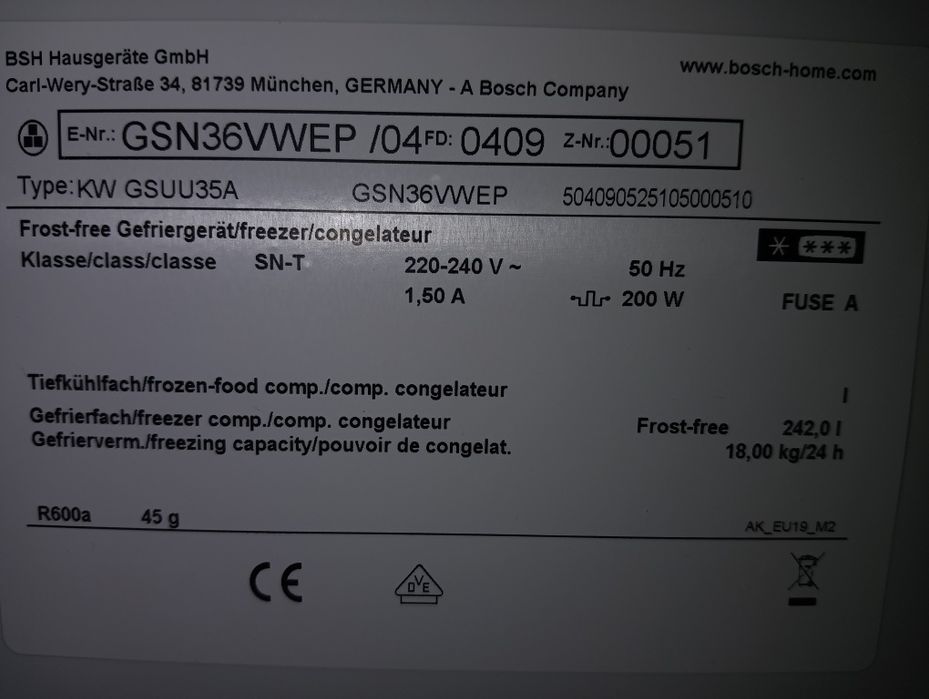 BSH Hausgeräte GmbH
www.bosch-home.com
Carl-Wery-Straße 34, 81739 München, GERMANY - A Bosch Company
E-Nr.: GSN36VWEP /04 FD: 0409 Z-Nr.: 00051
Type: KW GSUU35A GSN36VWEP 504090525105000510
Frost-free Gefriergerät/freezer/congelateur
Klasse/class/classe SN-T 220-240 V ~ 50 Hz
1,50 A 200 W FUSE A
Tiefkühlfach/frozen-food comp./comp. congelateur l
Gefrierfach/freezer comp./comp. congelateur Frost-free 242,0 l
Gefrierverm./freezing capacity/pouvoir de congelat. 18,00 kg/24 h
R600a 45 g AK_EU19_M2
CE DVE